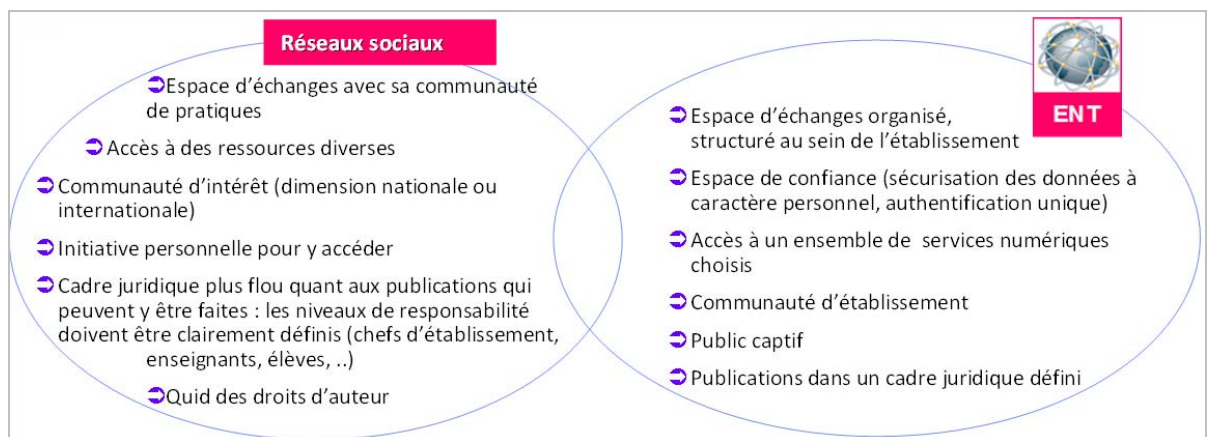 Réseaux sociaux
➲Espace d'échanges avec sa communauté
de pratiques
➲Accès à des ressources diverses
➲Communauté d'intérêt (dimension nationale ou
internationale)
➲Initiative personnelle pour y accéder
➲Cadre juridique plus flou quant aux publications qui
peuvent y être faites : les niveaux de responsabilité
doivent être clairement définis (chefs d'établissement,
enseignants, élèves, ..)
➲Quid des droits d'auteur
ENT
➲Espace d'échanges organisé,
structuré au sein de l'établissement
➲Espace de confiance (sécurisation des données à
caractère personnel, authentification unique)
➲Accès à un ensemble de services numériques
choisis
➲Communauté d'établissement
➲Public captif
➲Publications dans un cadre juridique défini